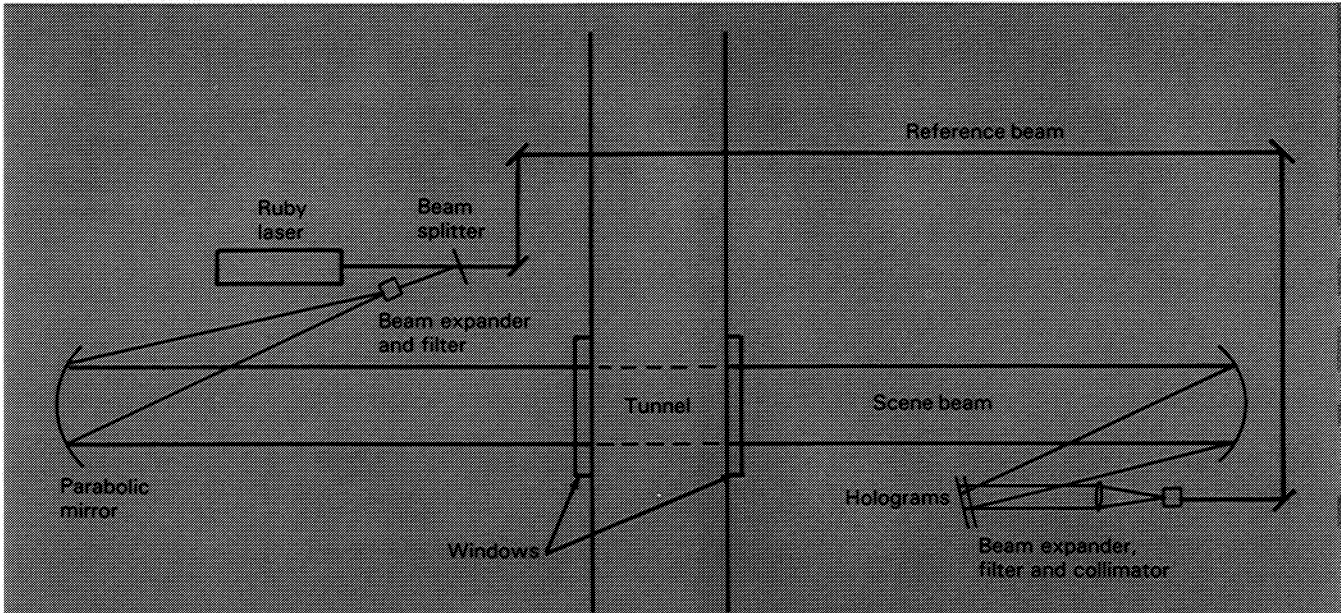 Reference beam
Ruby
laser
Beam
splitter
Beam expander
and filter
Tunnel
Scene beam
Parabolic
mirror
Holograms
Windows
Beam expander,
filter and collimator